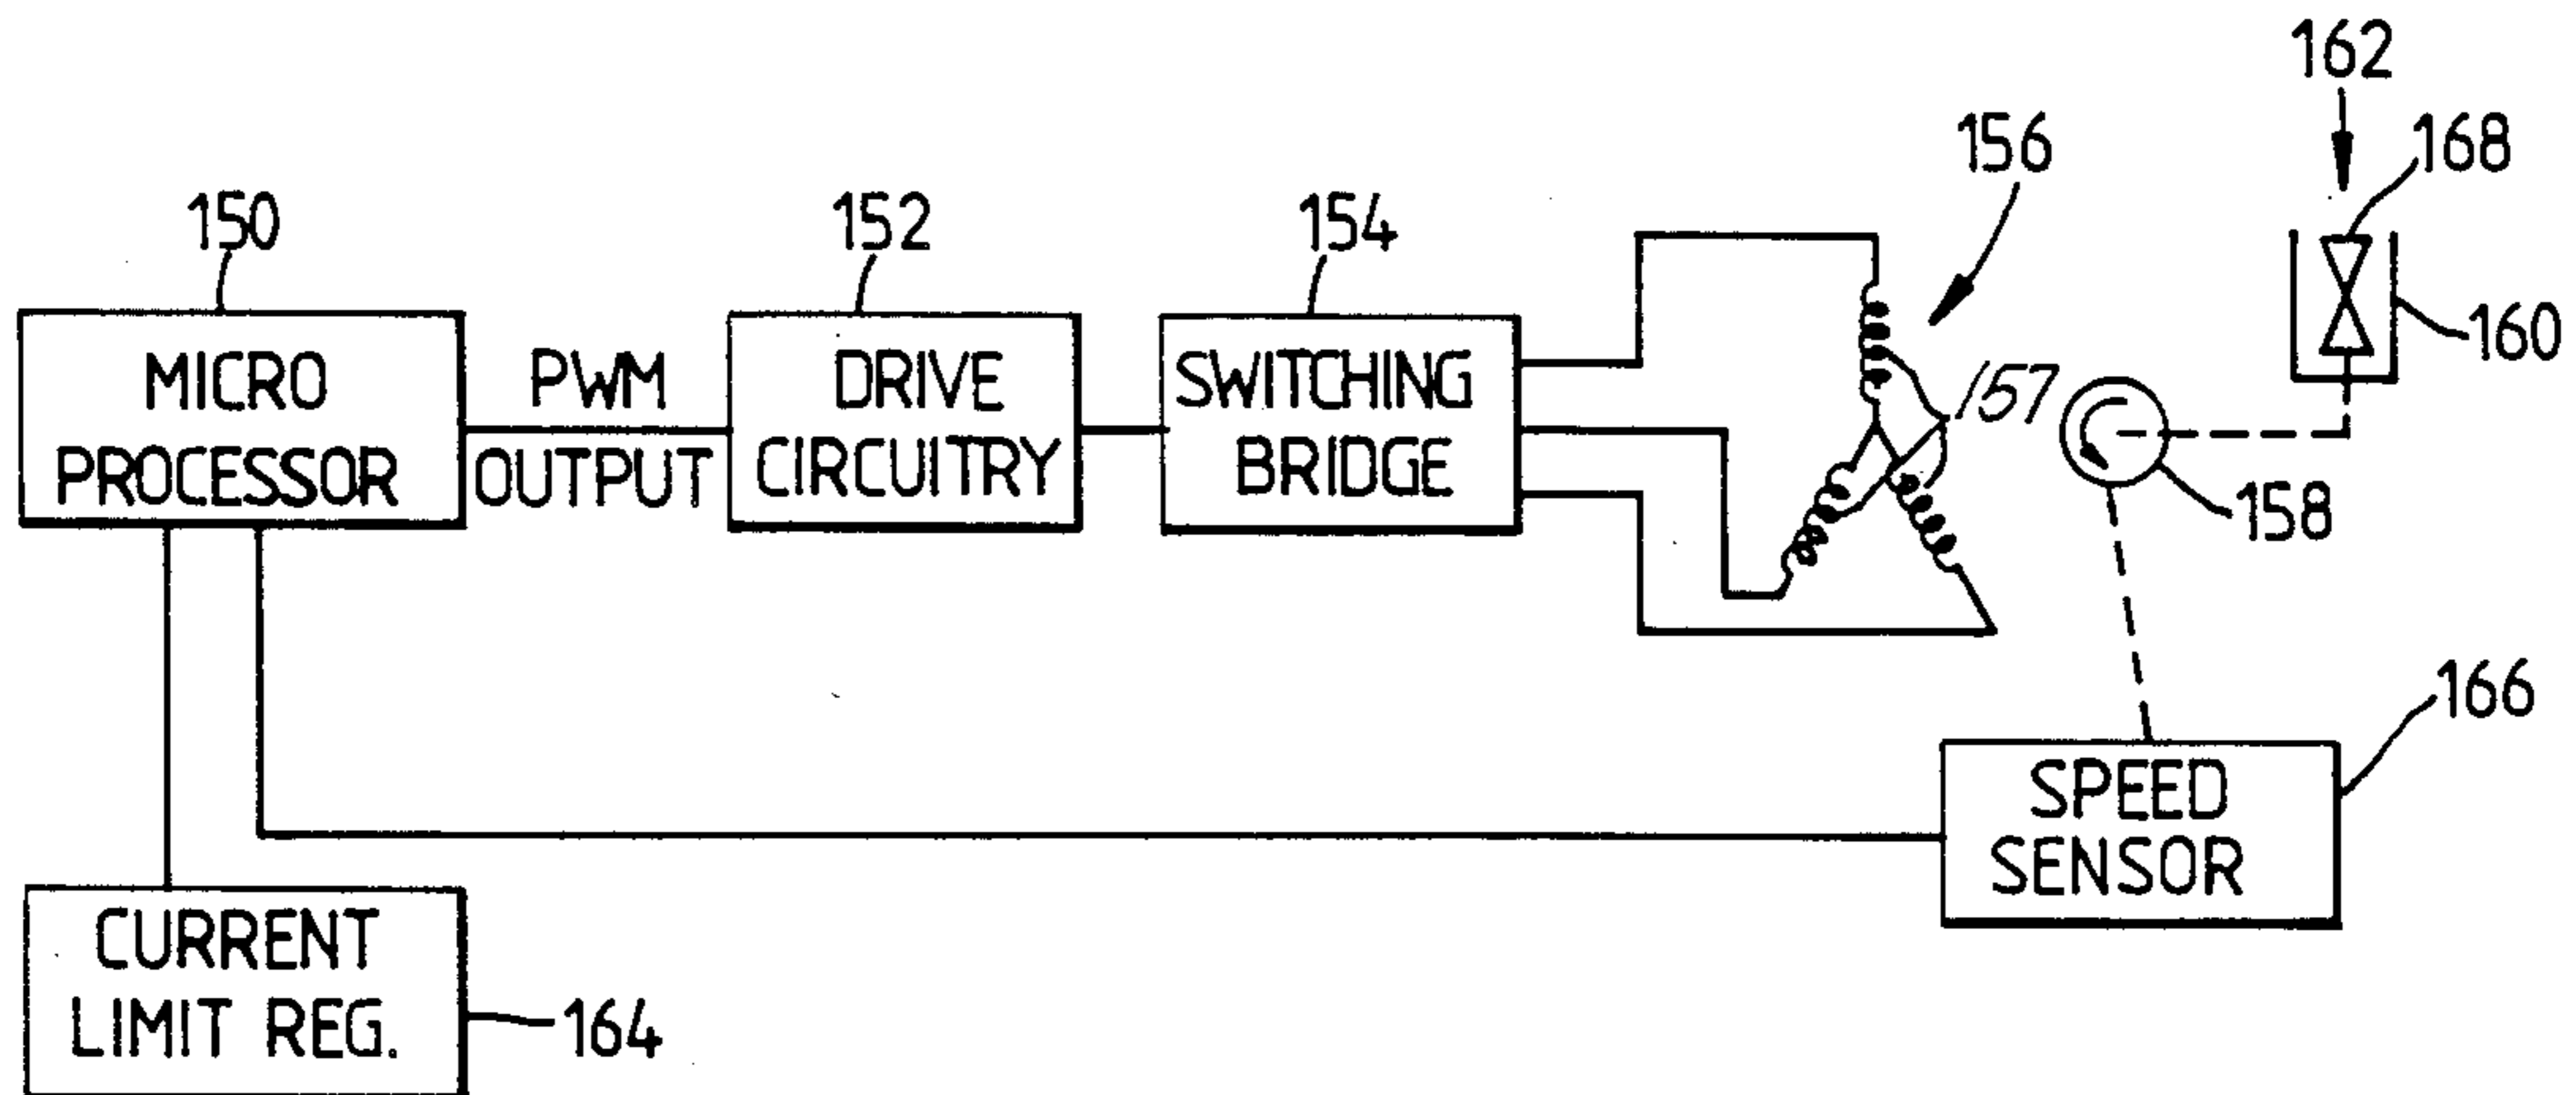 162
168
156
150
152
154
160
MICRO
PROCESSOR
PWM
OUTPUT
DRIVE
CIRCUITRY
SWITCHING
BRIDGE
157
158
166
SPEED
SENSOR
CURRENT
LIMIT REG.
164